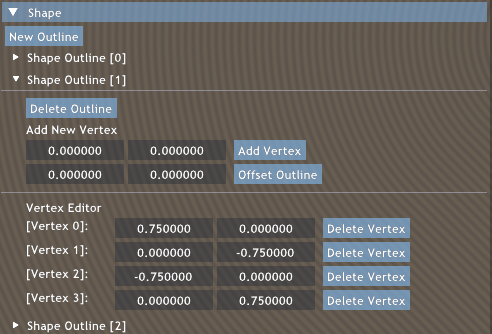 Shape
New Outline
Shape Outline [0]
Shape Outline [1]
Delete Outline
Add New Vertex
0.000000 0.000000 Add Vertex
0.000000 0.000000 Offset Outline
Vertex Editor
[Vertex 0]: 0.750000 0.000000 Delete Vertex
[Vertex 1]: 0.000000 -0.750000 Delete Vertex
[Vertex 2]: -0.750000 0.000000 Delete Vertex
[Vertex 3]: 0.000000 0.750000 Delete Vertex
Shape Outline [2]